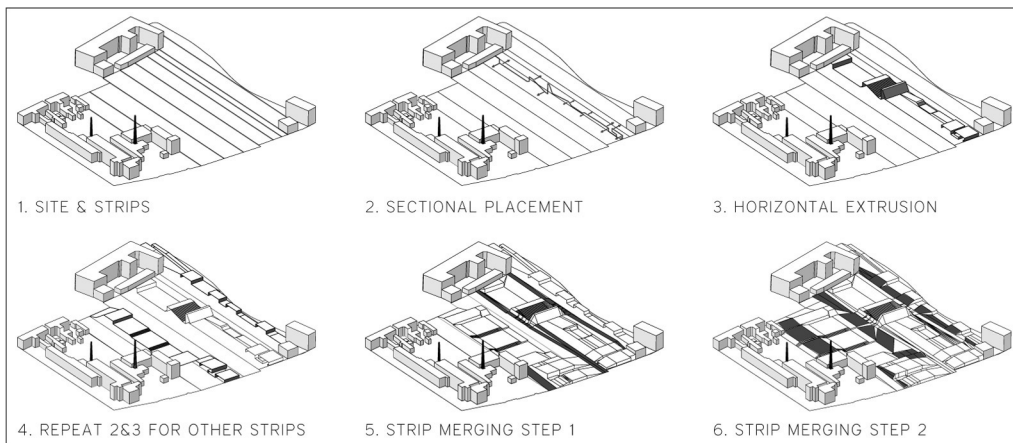 1. SITE & STRIPS
2. SECTIONAL PLACEMENT
3. HORIZONTAL EXTRUSION
4. REPEAT 2&3 FOR OTHER STRIPS
5. STRIP MERGING STEP 1
6. STRIP MERGING STEP 2